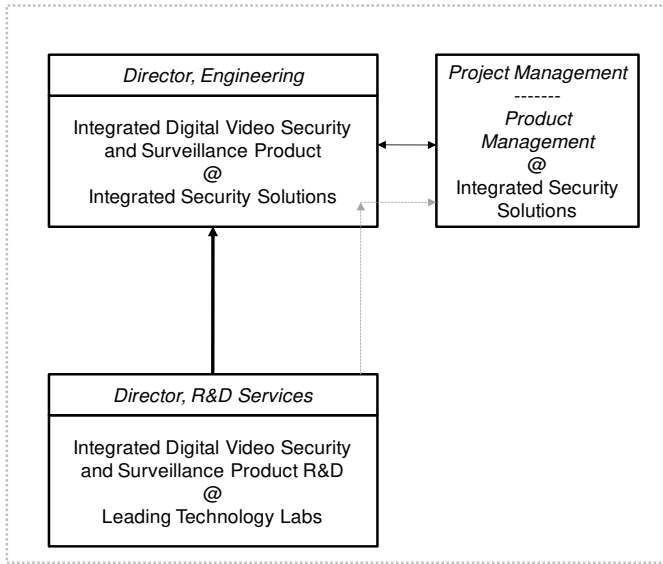 Director, Engineering
Integrated Digital Video Security
and Surveillance Product
@
Integrated Security Solutions
Project Management
-------
Product
Management
@
Integrated Security
Solutions
Director, R&D Services
Integrated Digital Video Security
and Surveillance Product R&D
@
Leading Technology Labs